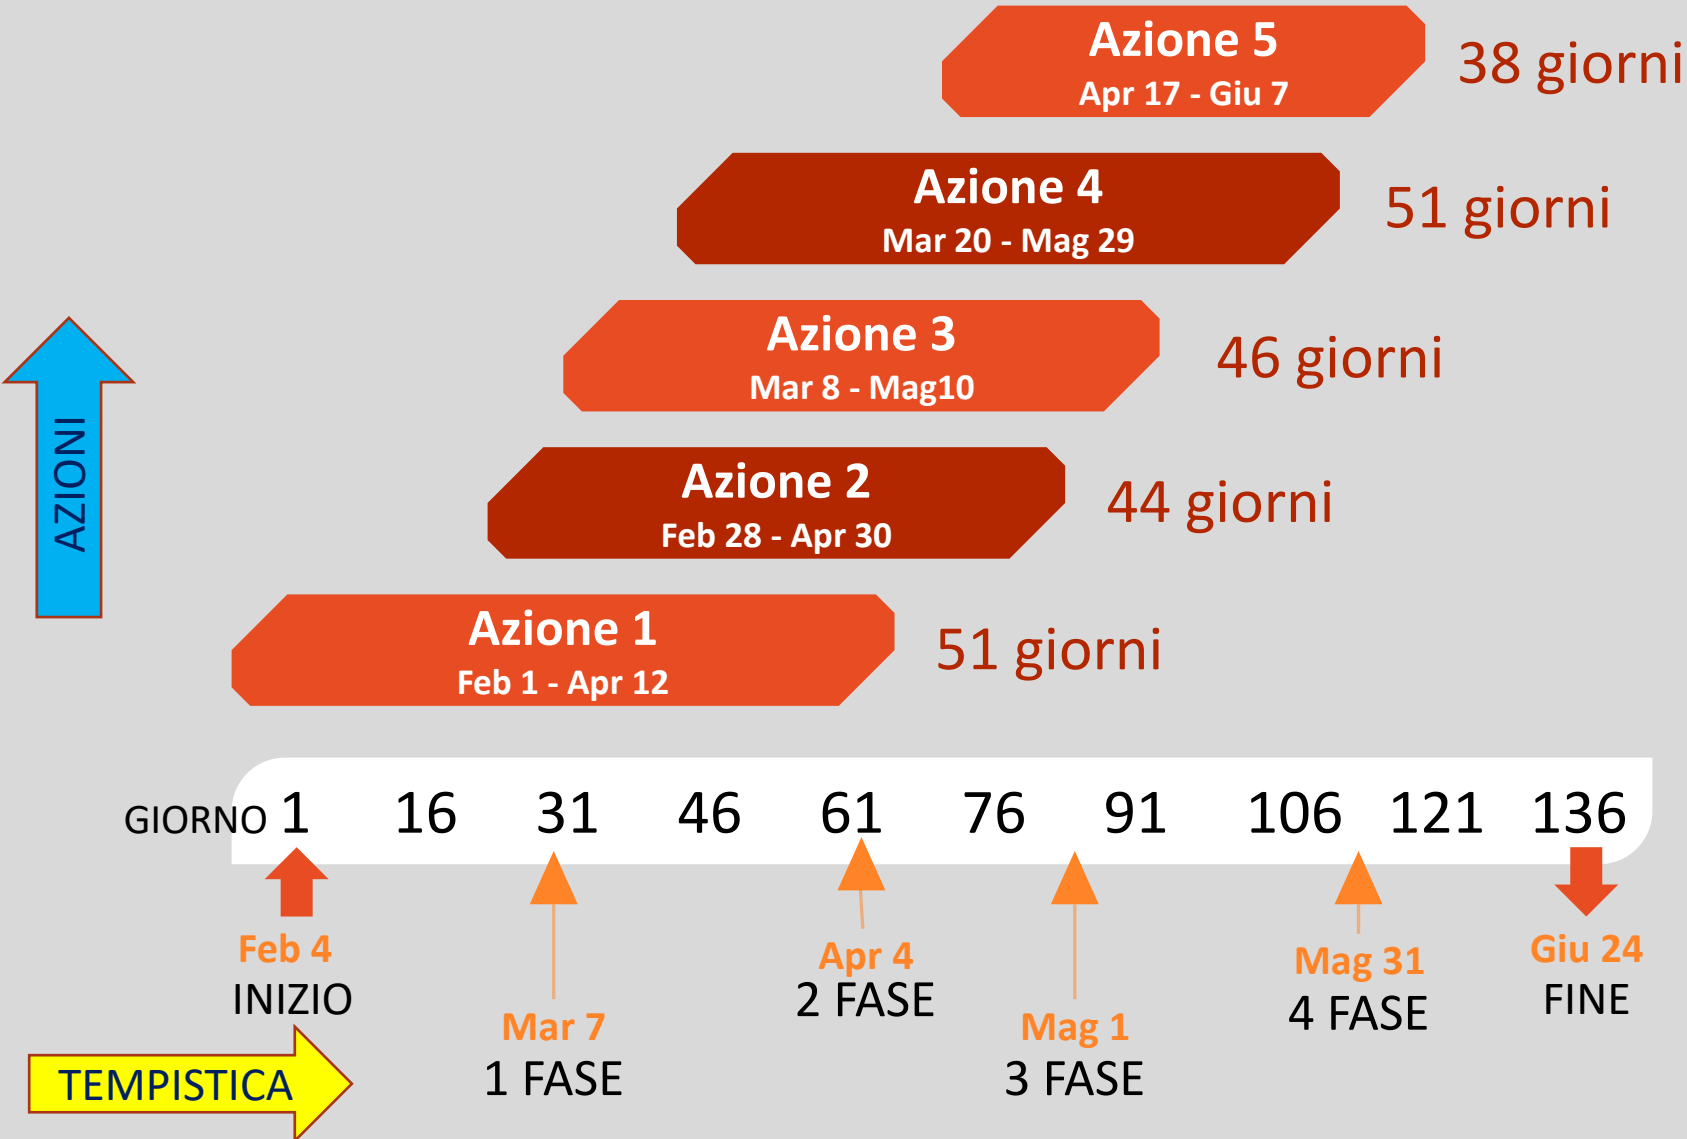 Azione 5
Apr 17 - Giu 7
38 giorni
Azione 4
Mar 20 - Mag 29
51 giorni
Azione 3
Mar 8 - Mag10
46 giorni
AZIONI
Azione 2
Feb 28 - Apr 30
44 giorni
Azione 1
Feb 1 - Apr 12
51 giorni
GIORNO 1 16 31 46 61 76 91 106 121 136
Feb 4
INIZIO
Mar 7
1 FASE
Apr 4
2 FASE
Mag 1
3 FASE
Mag 31
4 FASE
Giu 24
FINE
TEMPISTICA